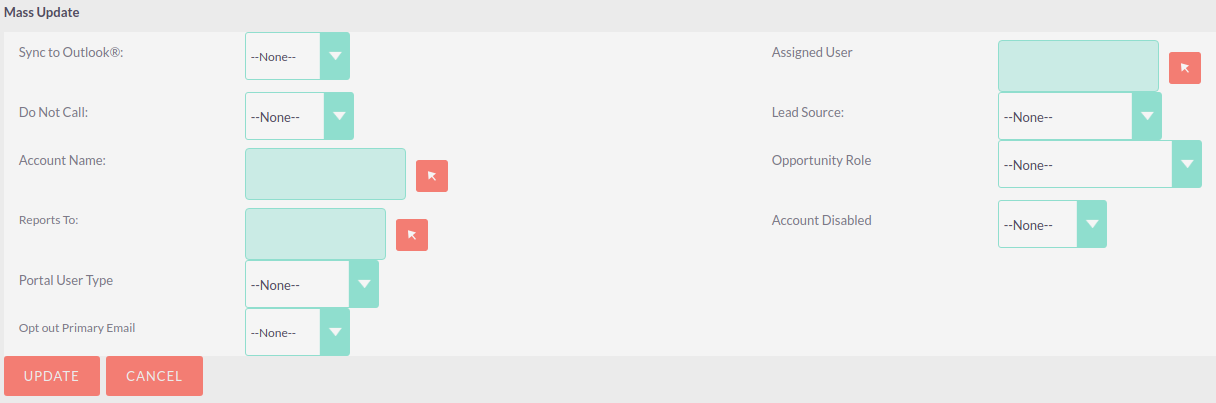 Mass Update
Sync to Outlook®: --None-- Assigned User
Do Not Call: --None-- Lead Source: --None--
Account Name: Opportunity Role --None--
Reports To: Account Disabled --None--
Portal User Type --None--
Opt out Primary Email --None--
UPDATE CANCEL